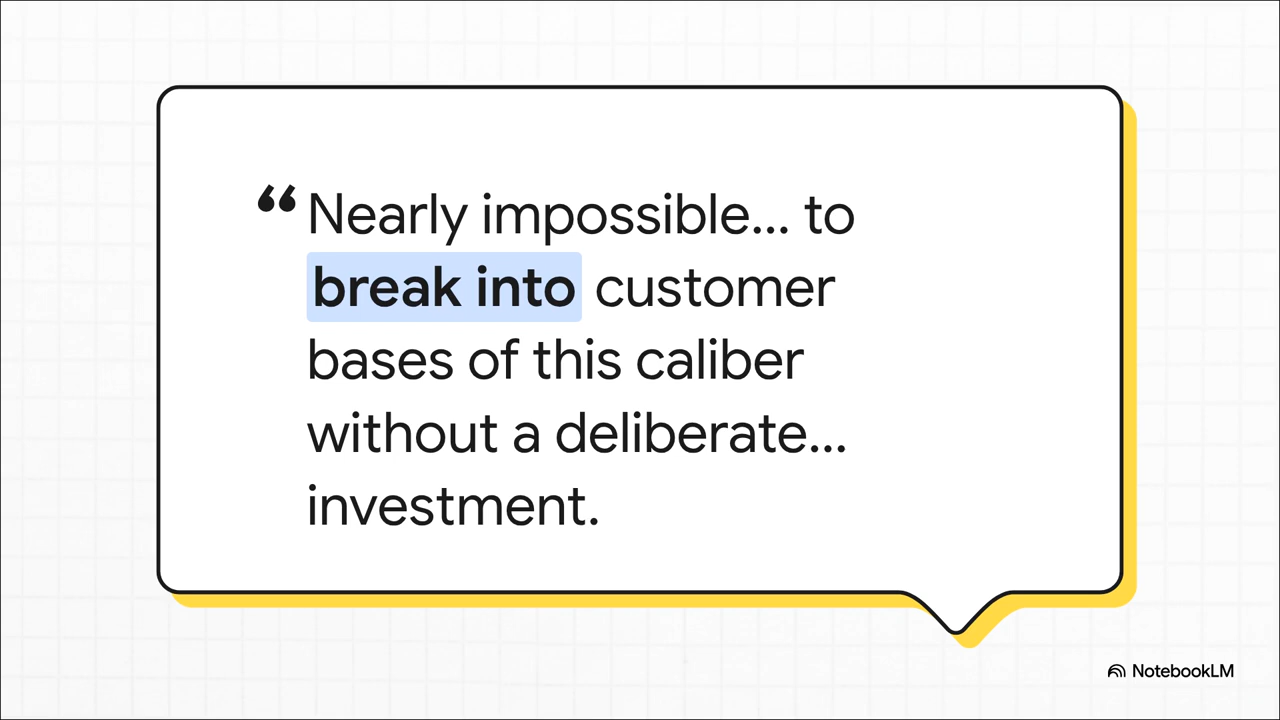 “ Nearly impossible... to
break into customer
bases of this caliber
without a deliberate...
investment.
NotebookLM